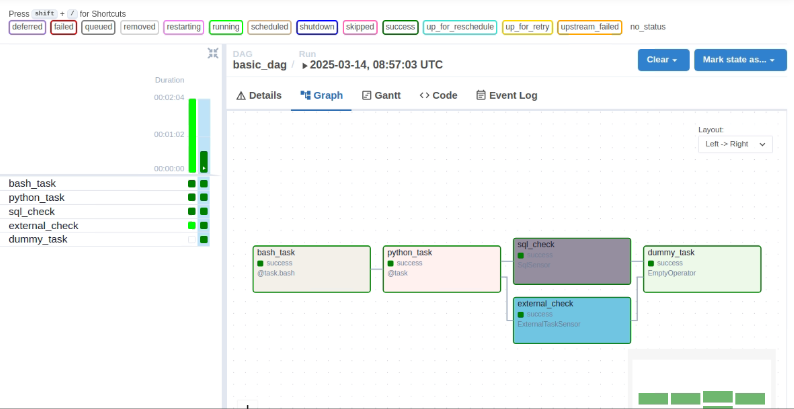 Press shift + / for Shortcuts
deferred failed queued removed restarting running scheduled shutdown skipped success up_for_reschedule up_for_retry upstream_failed no_status
DAG
basic_dag /
Run
2025-03-14, 08:57:03 UTC
Clear
Mark state as...
Details
Graph
Gantt
Code
Event Log
Duration
00:02:04
00:01:02
00:00:00
bash_task
python_task
sql_check
external_check
dummy_task
Layout:
Left -> Right
bash_task
success
@task.bash
python_task
success
@task
sql_check
success
SqlSensor
external_check
success
ExternalTaskSensor
dummy_task
success
EmptyOperator